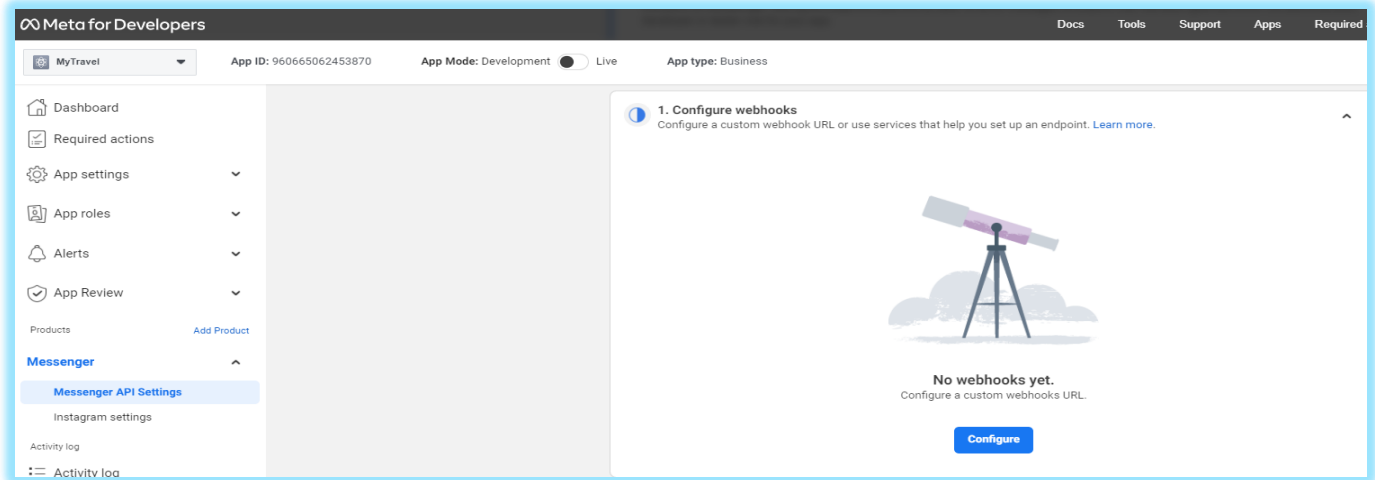 Meta for Developers
Docs Tools Support Apps Required
MyTravel
App ID: 960665062453870
App Mode: Development Live
App type: Business
Dashboard
Required actions
App settings
App roles
Alerts
App Review
Products Add Product
Messenger
Messenger API Settings
Instagram settings
Activity log
Activity log
1. Configure webhooks
Configure a custom webhook URL or use services that help you set up an endpoint. Learn more.
No webhooks yet.
Configure a custom webhooks URL.
Configure